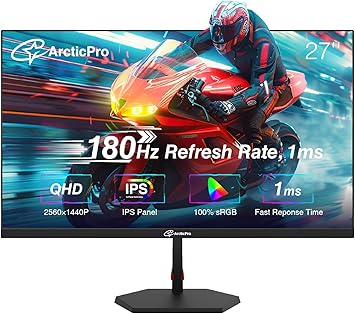 ArcticPro
27"
180Hz Refresh Rate, 1ms
QHD
IPS
1ms
2560x1440P
IPS Panel
100% sRGB
Fast Reponse Time
ArcticPro